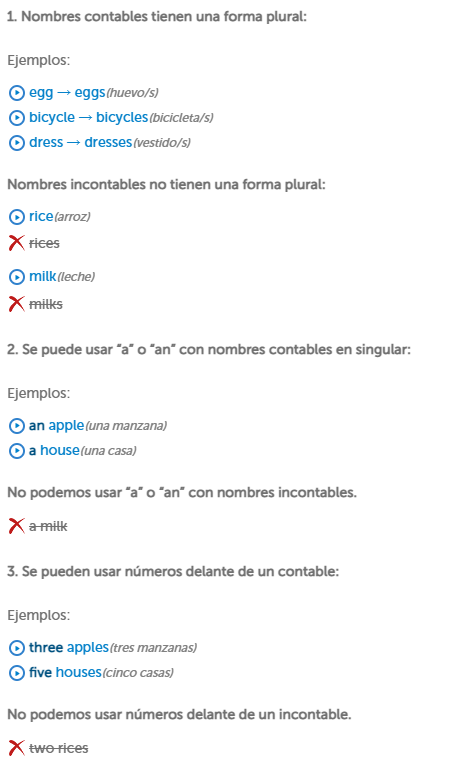 1. Nombres contables tienen una forma plural:
Ejemplos:
egg → eggs(huevo/s)
bicycle → bicycles(bicicleta/s)
dress → dresses(vestido/s)
Nombres incontables no tienen una forma plural:
rice(arroz)
rices
milk(leche)
milks
2. Se puede usar “a” o “an” con nombres contables en singular:
Ejemplos:
an apple(una manzana)
a house(una casa)
No podemos usar “a” o “an” con nombres incontables.
a milk
3. Se pueden usar números delante de un contable:
Ejemplos:
three apples(tres manzanas)
five houses(cinco casas)
No podemos usar números delante de un incontable.
two rices